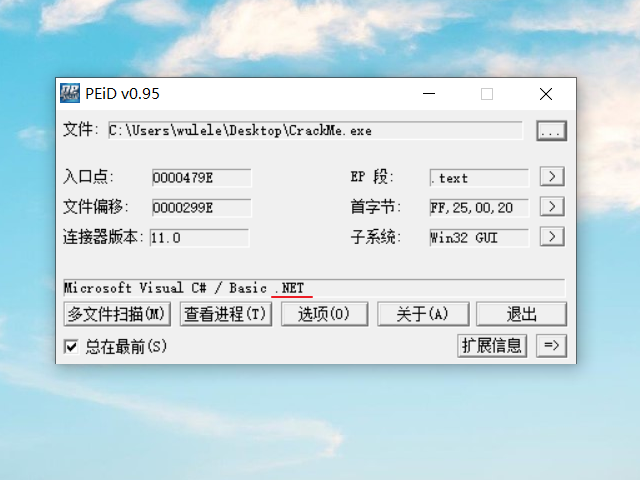 PEiD v0.95
文件: C:\Users\wulele\Desktop\CrackMe.exe ...
入口点: 0000479E EP 段: .text >
文件偏移: 0000299E 首字节: FF,25,00,20 >
连接器版本: 11.0 子系统: Win32 GUI >
Microsoft Visual C# / Basic .NET
多文件扫描(M) 查看进程(T) 选项(O) 关于(A) 退出
总在最前(S) 扩展信息 =>